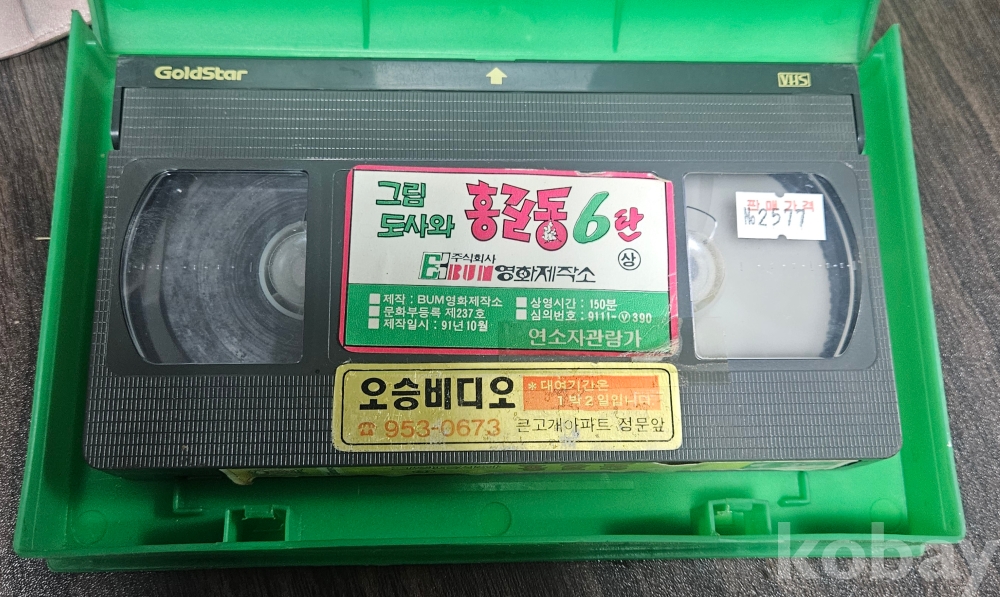 GoldStar
VHS
그림
도사와
홍길동 6탄
주식회사
BUM영화제작소
상
■ 제작 : BUM영화제작소
■ 문화부등록 제237호
■ 제작일시 : 91년 10월
■ 상영시간 : 150분
■ 심의번호 : 9111-ⓥ390
연소자관람가
판매가격
№2577
오승비디오
* 대여기간은
1박2일입니다
☎ 953-0673
큰고개아파트 정문앞
kobay